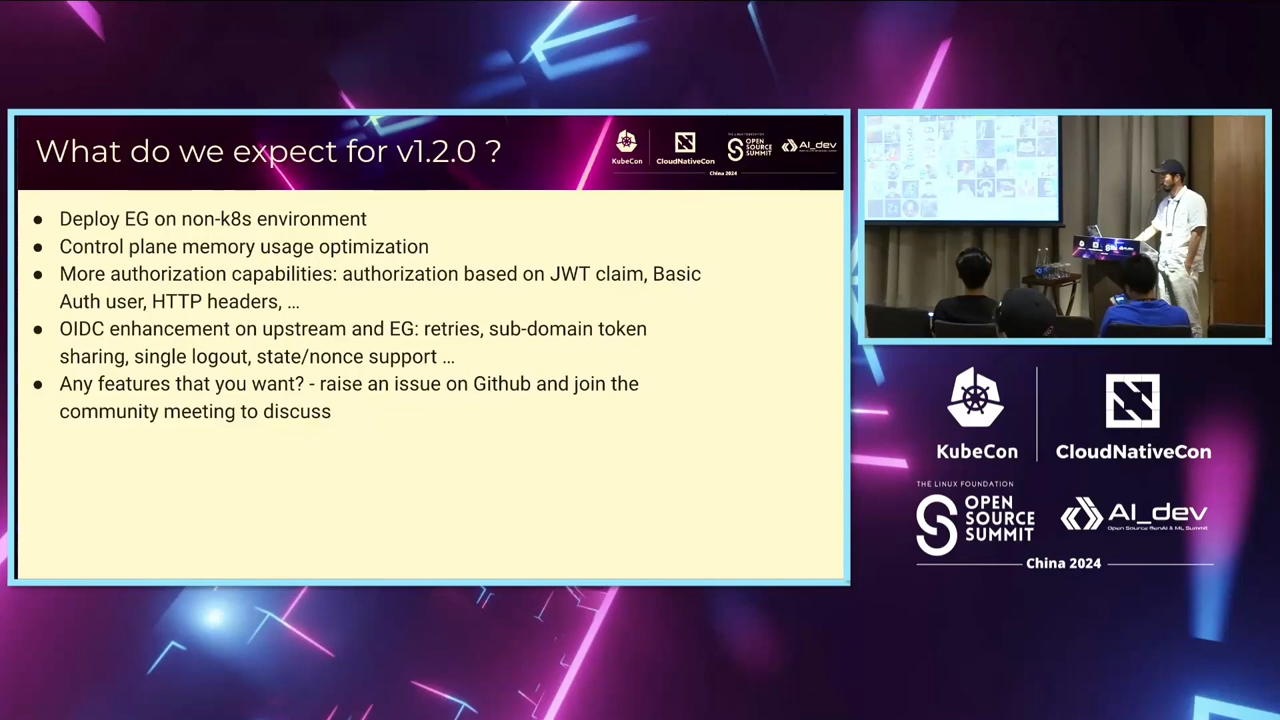 What do we expect for v1.2.0 ?
KubeCon
CloudNativeCon
THE LINUX FOUNDATION
OPEN
SOURCE
SUMMIT
AI_dev
China 2024
● Deploy EG on non-k8s environment
● Control plane memory usage optimization
● More authorization capabilities: authorization based on JWT claim, Basic
Auth user, HTTP headers, ...
● OIDC enhancement on upstream and EG: retries, sub-domain token
sharing, single logout, state/nonce support ...
● Any features that you want? - raise an issue on Github and join the
community meeting to discuss
KubeCon
CloudNativeCon
THE LINUX FOUNDATION
OPEN
SOURCE
SUMMIT
AI_dev
Open Source GenAI & ML Summit
China 2024